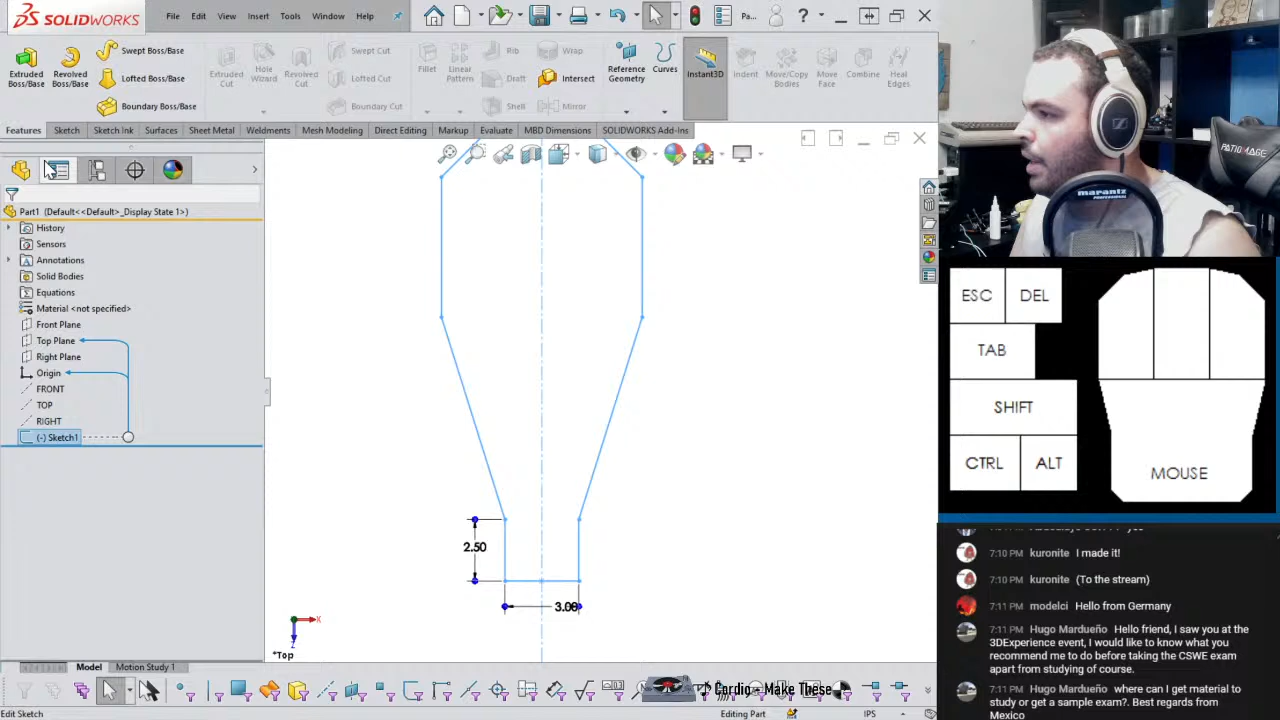 SOLIDWORKS
File
Edit
View
Insert
Tools
Window
Help
Pa...
Extruded Boss/Base
Revolved Boss/Base
Swept Boss/Base
Lofted Boss/Base
Boundary Boss/Base
Extruded Cut
Hole Wizard
Revolved Cut
Swept Cut
Lofted Cut
Boundary Cut
Fillet
Linear Pattern
Rib
Draft
Shell
Wrap
Intersect
Mirror
Reference Geometry
Curves
Instant3D
Indent
Move/Copy Bodies
Move Face
Combine
Heal Edges
Features
Sketch
Sketch Ink
Surfaces
Sheet Metal
Weldments
Mesh Modeling
Direct Editing
Markup
Evaluate
MBD Dimensions
SOLIDWORKS Add-Ins
Part1 (Default<<Default>_Display State 1>)
History
Sensors
Annotations
Solid Bodies
Equations
Material <not specified>
Front Plane
Top Plane
Right Plane
Origin
FRONT
TOP
RIGHT
(-) Sketch1
2.50
3.00
X
*Top
Model
Motion Study 1
Cardig - Make These
Edit Sketch
Editing Part
IPS
PATIOMAGE
marantz
PROFESSIONAL
ESC
DEL
TAB
SHIFT
CTRL
ALT
MOUSE
7:10 PM kuronite I made it!
7:10 PM kuronite (To the stream)
7:11 PM modelci Hello from Germany
7:11 PM Hugo Mardueño Hello friend, I saw you at the
3DExperience event, I would like to know what you
recommend me to do before taking the CSWE exam
apart from studying of course.
7:11 PM Hugo Mardueño where can I get material to
study or get a sample exam?. Best regards from
Mexico